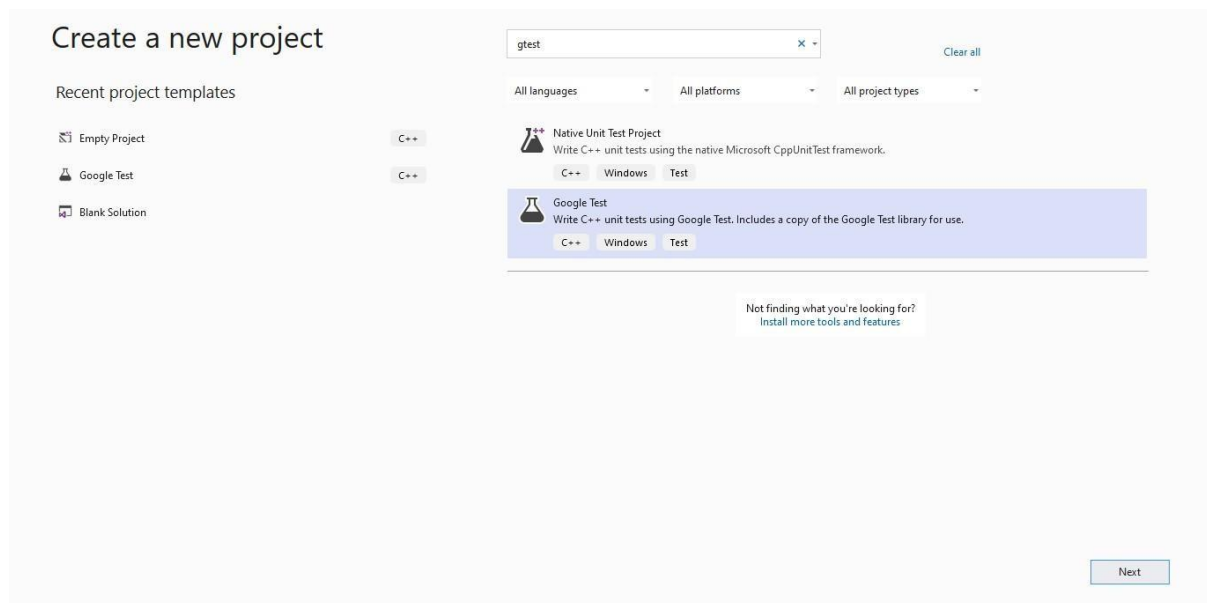 Create a new project
Recent project templates
Empty Project C++
Google Test C++
Blank Solution
gtest
Clear all
All languages All platforms All project types
Native Unit Test Project
Write C++ unit tests using the native Microsoft CppUnitTest framework.
C++ Windows Test
Google Test
Write C++ unit tests using Google Test. Includes a copy of the Google Test library for use.
C++ Windows Test
Not finding what you're looking for?
Install more tools and features
Next